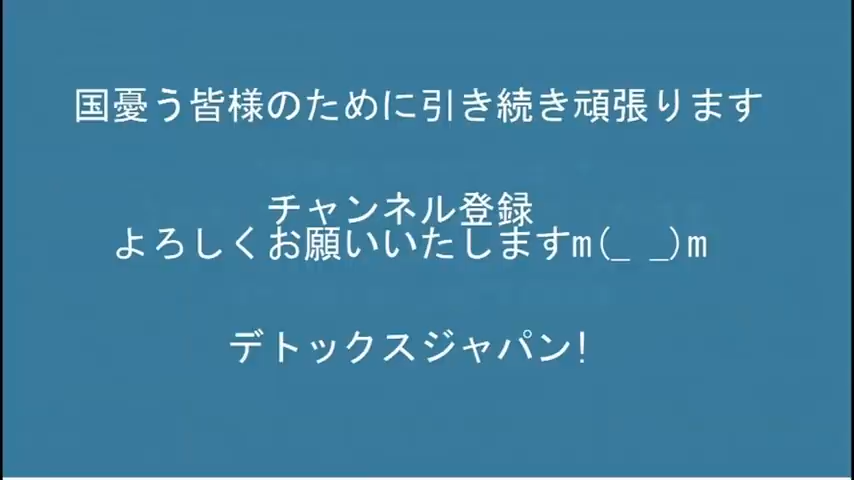 国憂う皆様のために引き続き頑張ります
チャンネル登録
よろしくお願いいたしますm(_ _)m
デトックスジャパン!